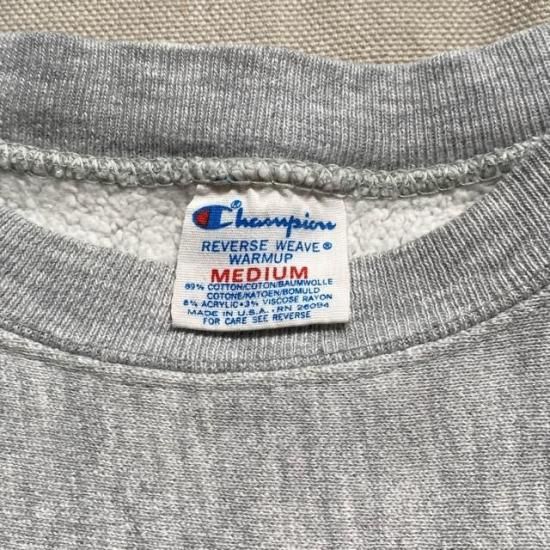 Champion®
REVERSE WEAVE®
WARMUP
MEDIUM
89% COTTON/COTON/BAUMWOLLE
COTONE/KATOEN/BOMULD
8% ACRYLIC • 3% VISCOSE RAYON
MADE IN U.S.A. , RN 26094
FOR CARE SEE REVERSE